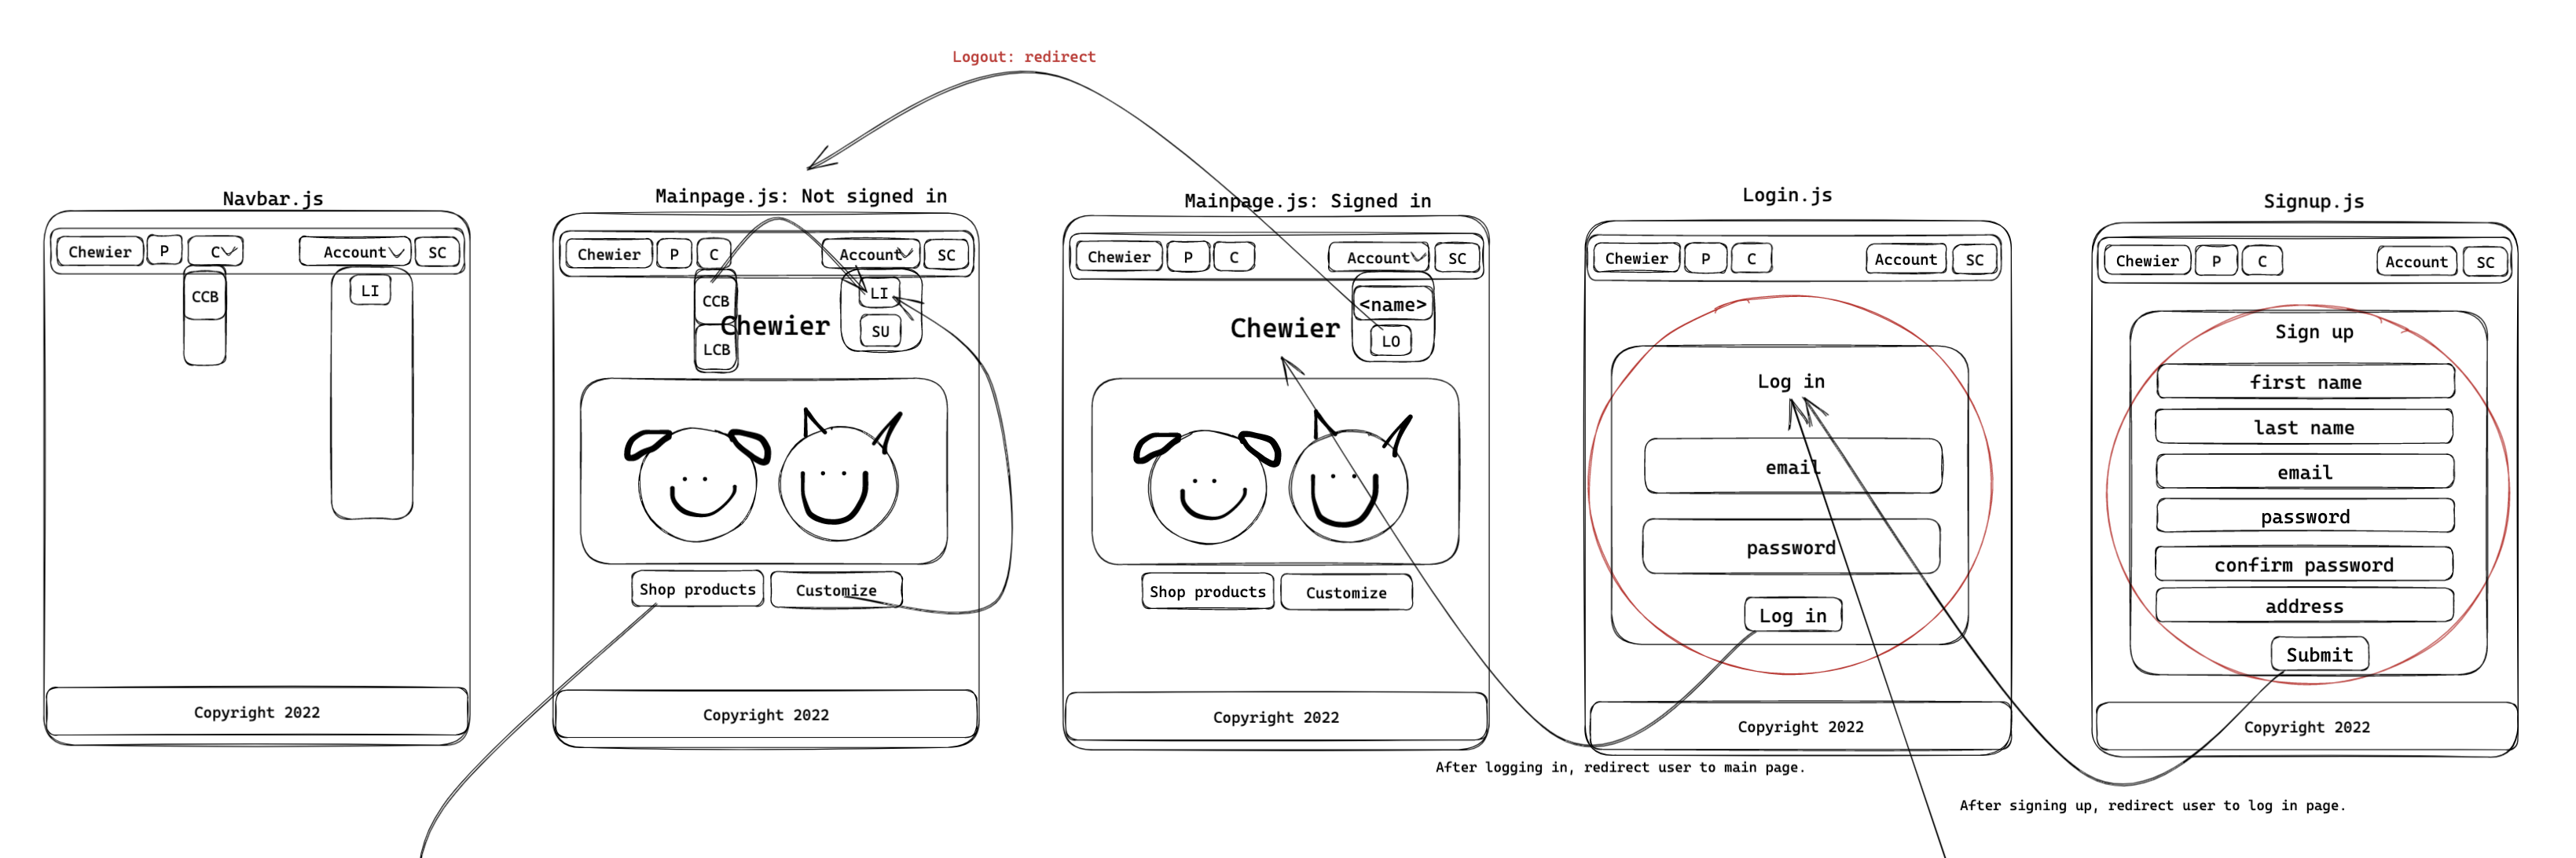 Logout: redirect
Navbar.js
Chewier P C Account SC
CCB
LI
Copyright 2022
Mainpage.js: Not signed in
Chewier P C Account SC
CCB
LCB
LI
SU
Chewier
Shop products Customize
Copyright 2022
Mainpage.js: Signed in
Chewier P C Account SC
<name>
LO
Chewier
Shop products Customize
Copyright 2022
After logging in, redirect user to main page.
Login.js
Chewier P C Account SC
Log in
email
password
Log in
Copyright 2022
After signing up, redirect user to log in page.
Signup.js
Chewier P C Account SC
Sign up
first name
last name
email
password
confirm password
address
Submit
Copyright 2022